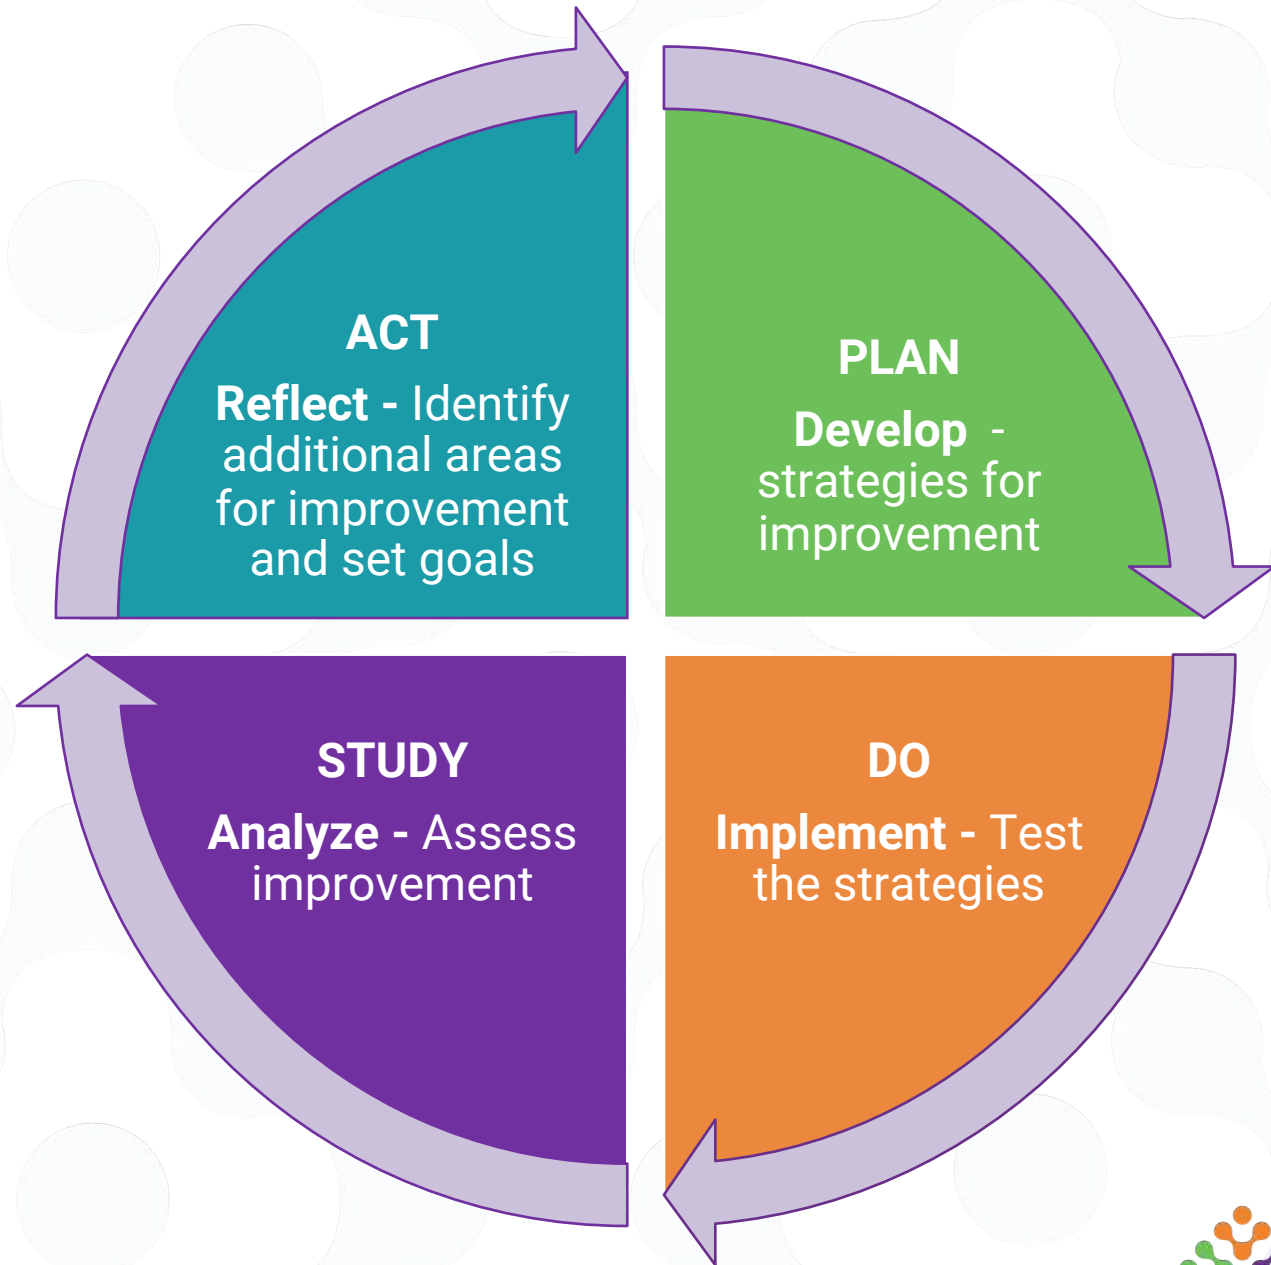 ACT
Reflect - Identify
additional areas
for improvement
and set goals
PLAN
Develop -
strategies for
improvement
STUDY
Analyze - Assess
improvement
DO
Implement - Test
the strategies